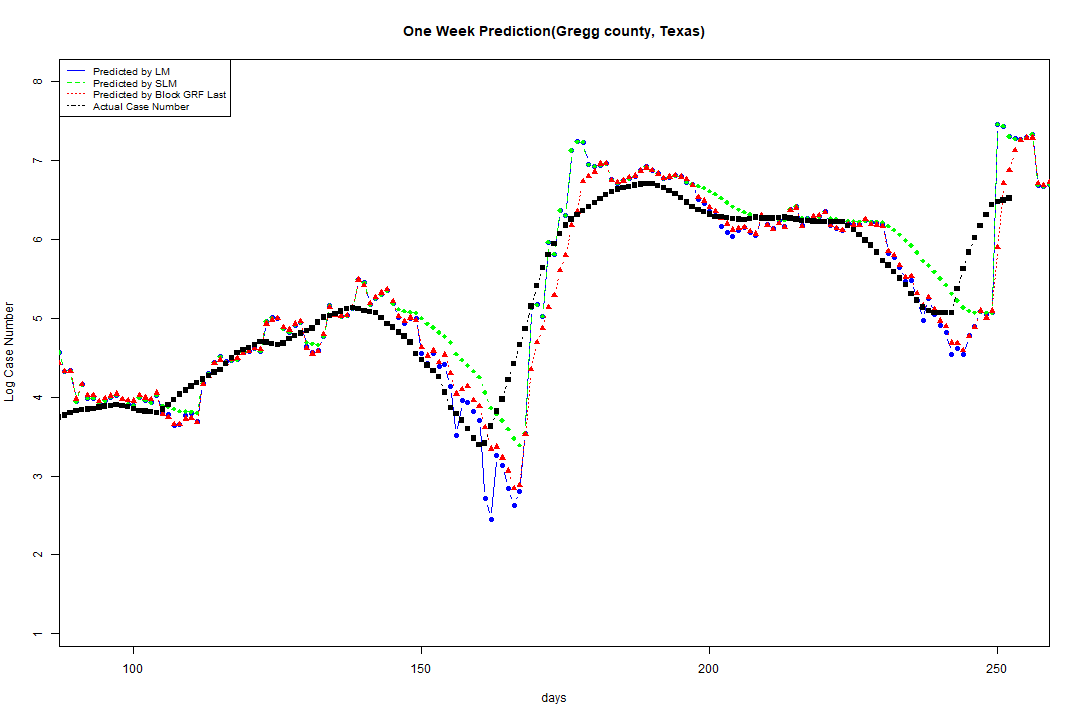 One Week Prediction(Gregg county, Texas)
Predicted by LM
Predicted by SLM
Predicted by Block GRF Last
Actual Case Number
Log Case Number
8
7
6
5
4
3
2
1
100
150
200
250
days